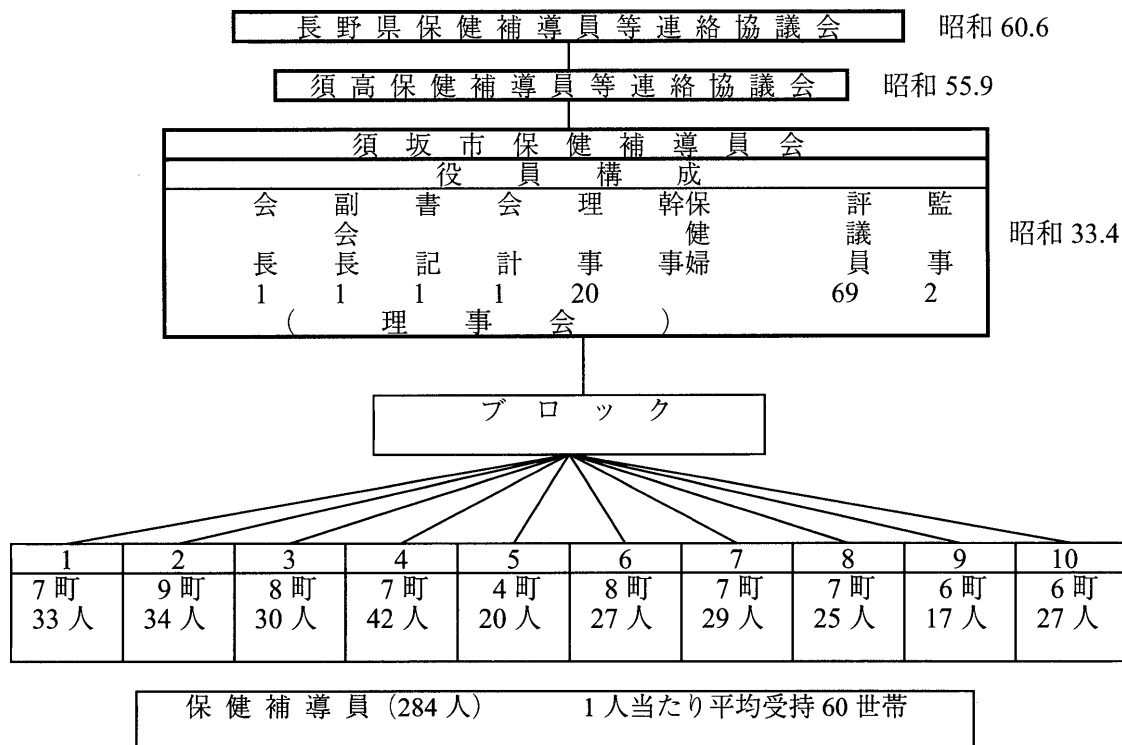 長野県保健補導員等連絡協議会 昭和 60.6
須高保健補導員等連絡協議会 昭和 55.9
須坂市保健補導員会
役員構成
会長 副会長 書記 会計 理事 幹事 保健婦 評議員 監事 昭和 33.4
1 1 1 1 20 69 2
(理事会)
ブロック
1 2 3 4 5 6 7 8 9 10
7町 9町 8町 7町 4町 8町 7町 7町 6町 6町
33人 34人 30人 42人 20人 27人 29人 25人 17人 27人
保健補導員 (284人) 1人当たり平均受持 60 世帯